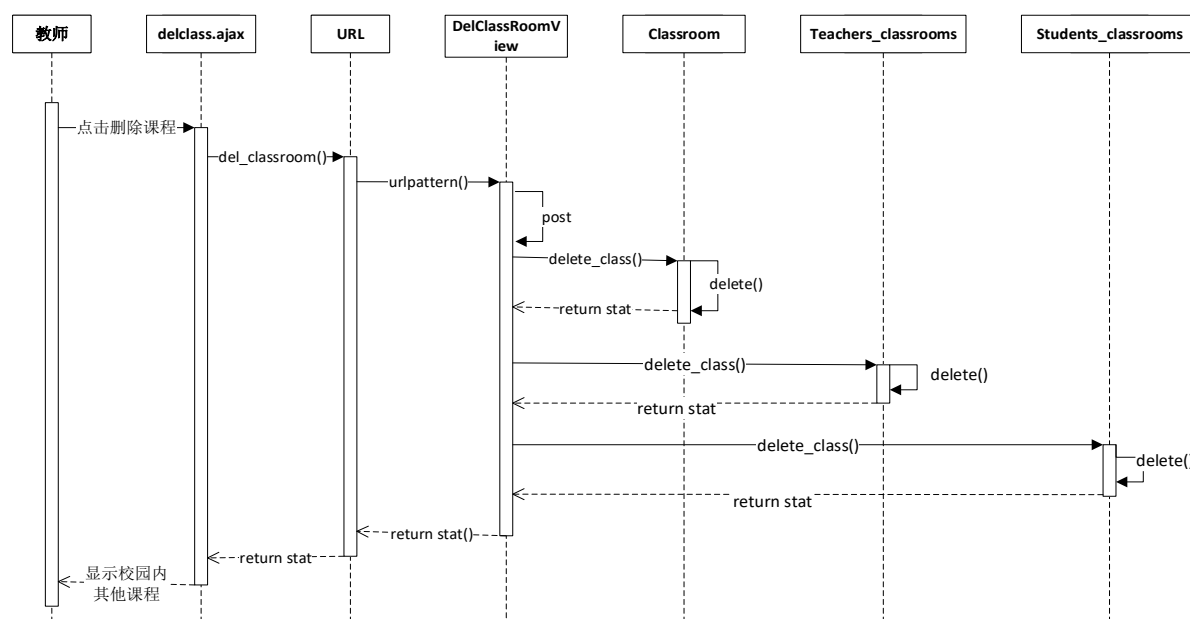 教师
delclass.ajax
URL
DelClassRoomV
iew
Classroom
Teachers_classrooms
Students_classrooms
点击删除课程
del_classroom()
urlpattern()
post
delete_class()
delete()
return stat
delete_class()
delete()
return stat
delete_class()
delete()
return stat
return stat()
return stat
显示校园内
其他课程